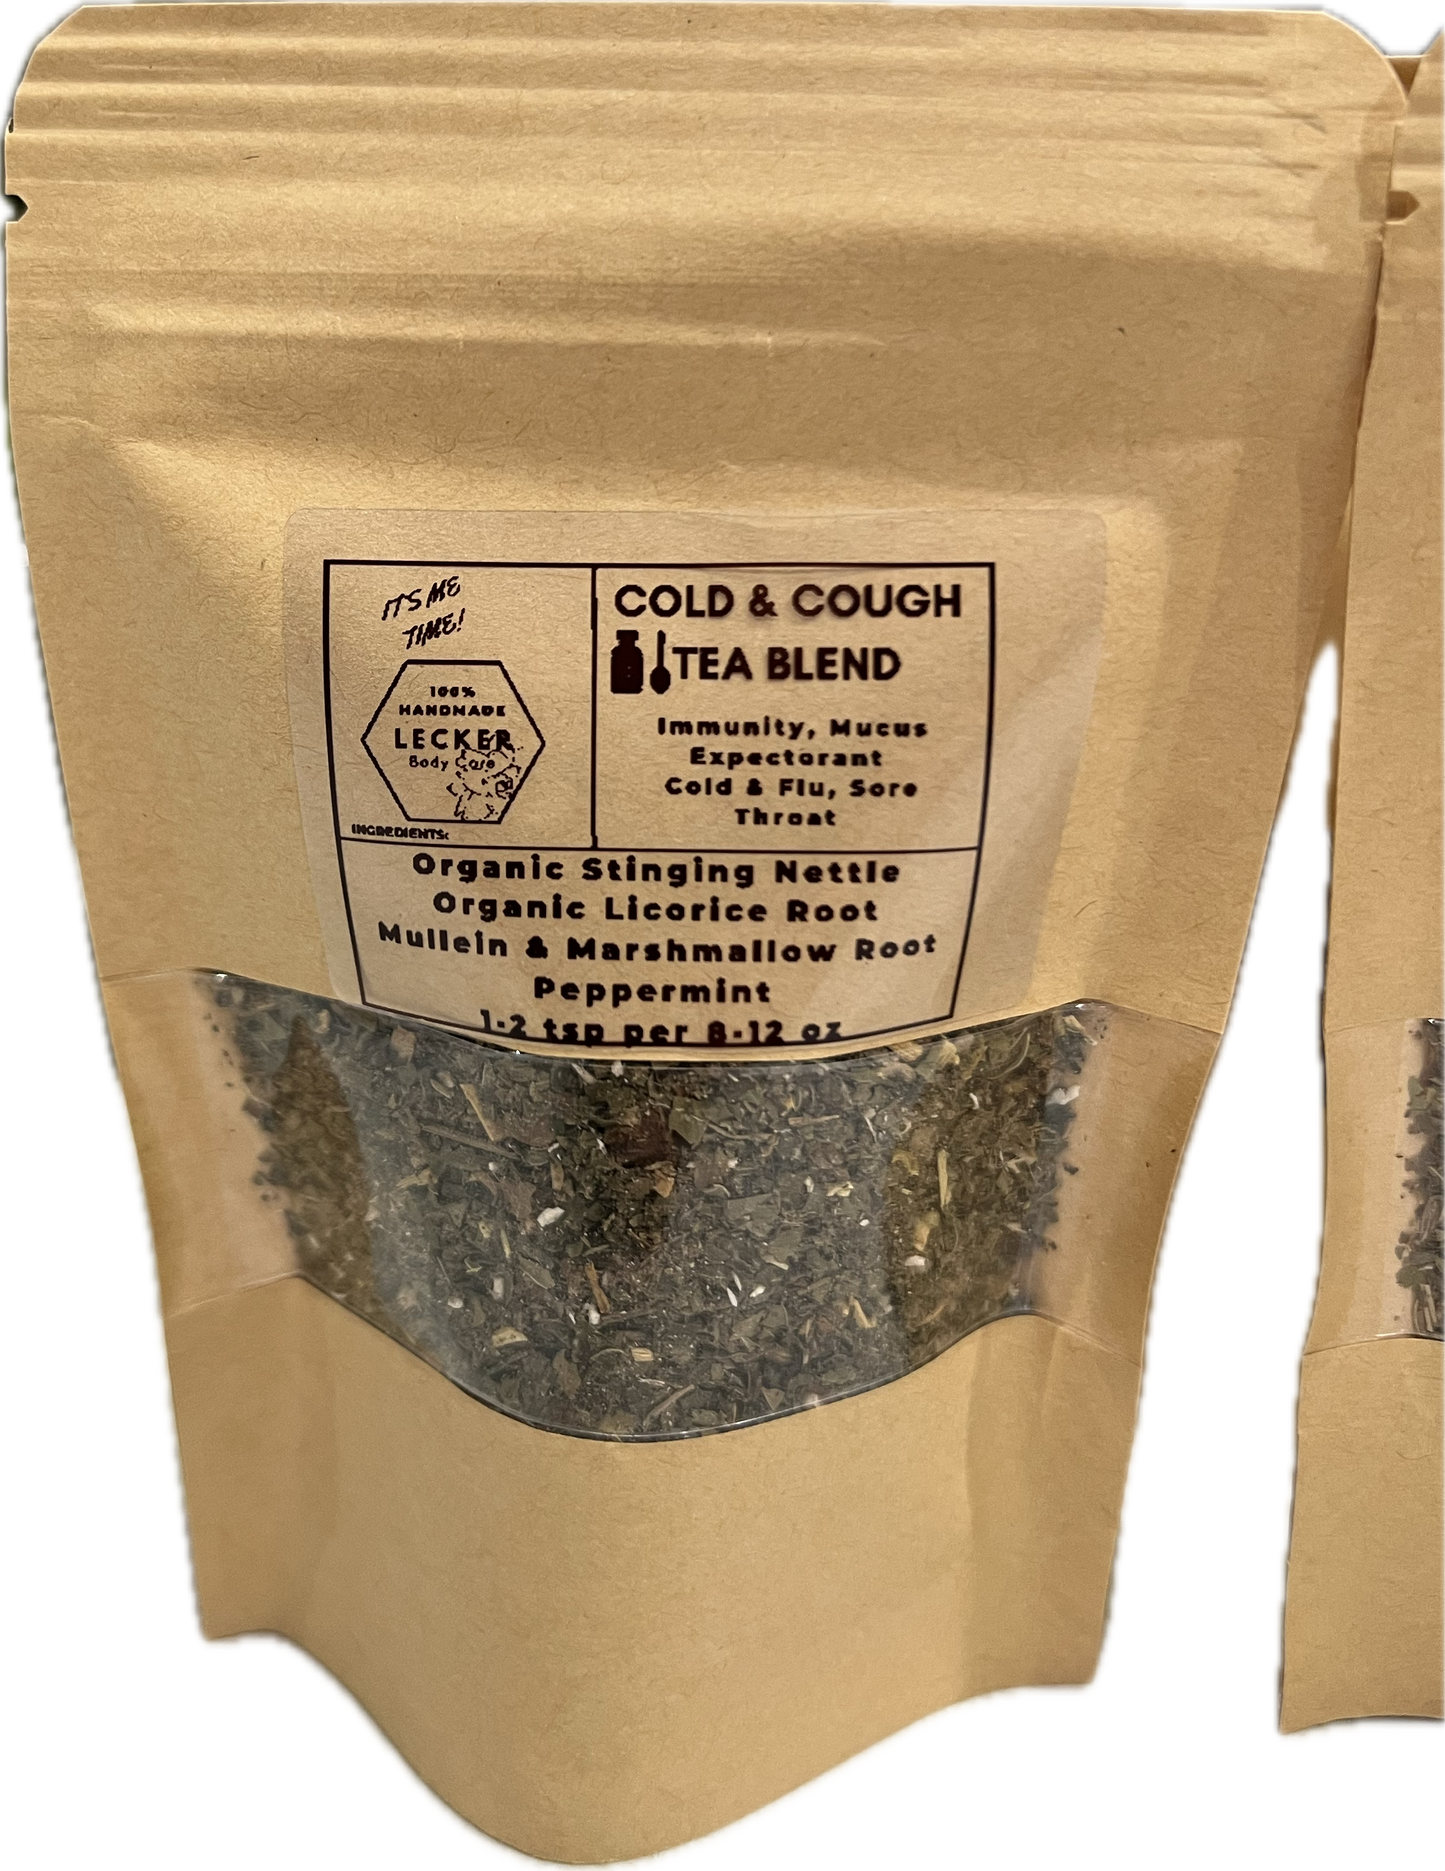 ITS ME
TIME!
100%
HANDMADE
LECKER
Body Care
INGREDIENTS:
COLD & COUGH
TEA BLEND
Immunity, Mucus
Expectorant
Cold & Flu, Sore
Throat
Organic Stinging Nettle
Organic Licorice Root
Mullein & Marshmallow Root
Peppermint
1-2 tsp per 8-12 oz